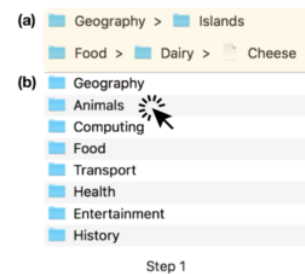 (a) Geography > Islands
Food > Dairy > Cheese
(b) Geography
Animals
Computing
Food
Transport
Health
Entertainment
History
Step 1